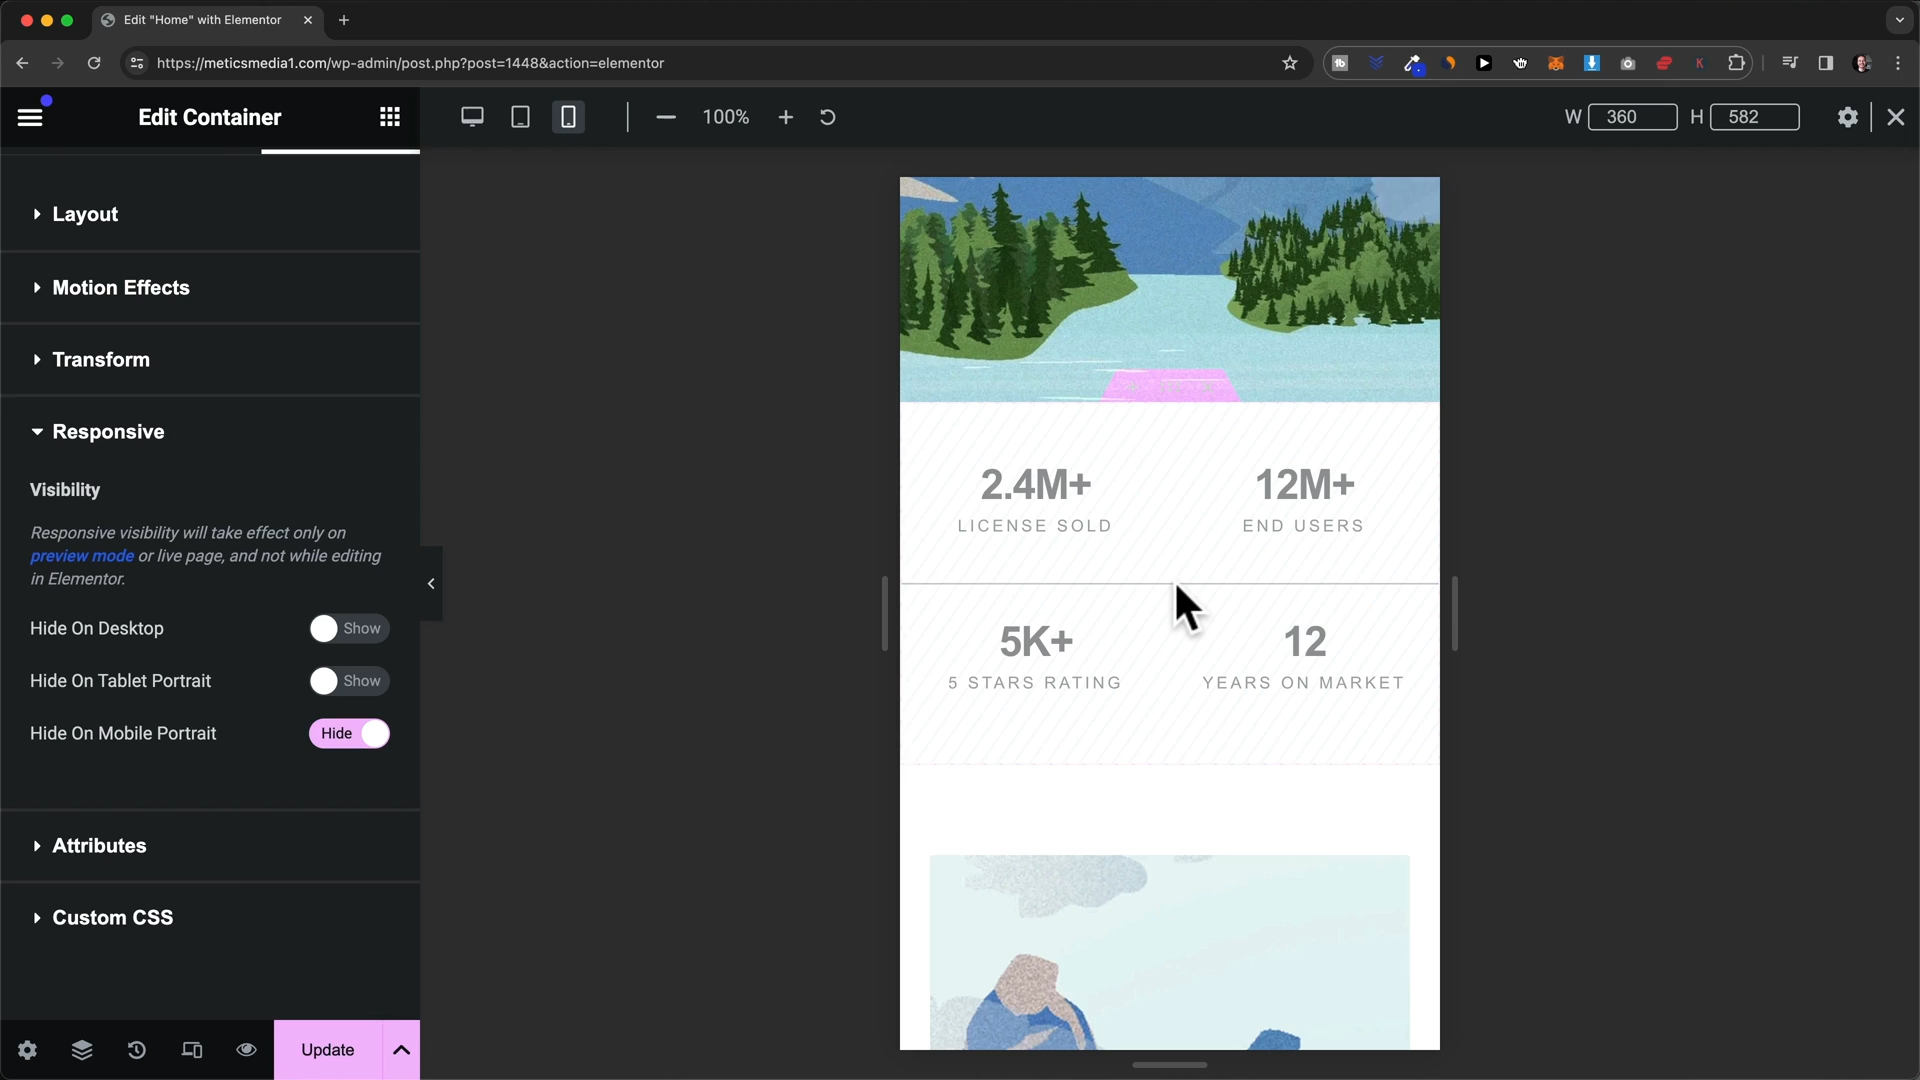 Edit "Home" with Elementor
https://meticsmedia1.com/wp-admin/post.php?post=1448&action=elementor
Edit Container
100%
W 360 H 582
Layout
Motion Effects
Transform
Responsive
Visibility
Responsive visibility will take effect only on
preview mode or live page, and not while editing
in Elementor.
Hide On Desktop
Show
Hide On Tablet Portrait
Show
Hide On Mobile Portrait
Hide
Attributes
Custom CSS
Update
2.4M+
LICENSE SOLD
12M+
END USERS
5K+
5 STARS RATING
12
YEARS ON MARKET